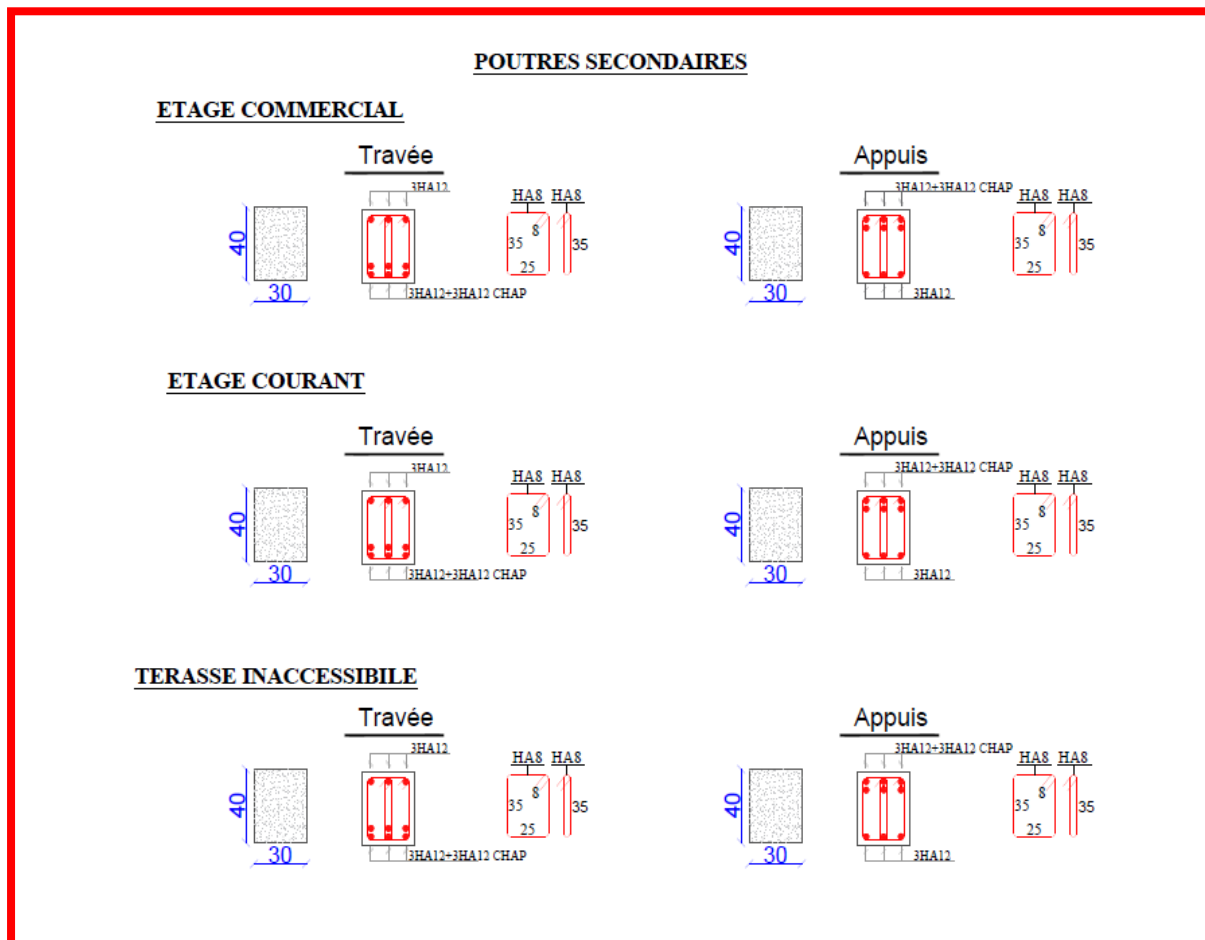 POUTRES SECONDAIRES
ETAGE COMMERCIAL
Travée
3HA12
HA8 HA8
40
35
8
35
25
30
3HA12+3HA12 CHAP
Appuis
3HA12+3HA12 CHAP
HA8 HA8
40
35
8
35
25
30
3HA12
ETAGE COURANT
Travée
3HA12
HA8 HA8
40
35
8
35
25
30
3HA12+3HA12 CHAP
Appuis
3HA12+3HA12 CHAP
HA8 HA8
40
35
8
35
25
30
3HA12
TERASSE INACCESSIBILE
Travée
3HA12
HA8 HA8
40
35
8
35
25
30
3HA12+3HA12 CHAP
Appuis
3HA12+3HA12 CHAP
HA8 HA8
40
35
8
35
25
30
3HA12